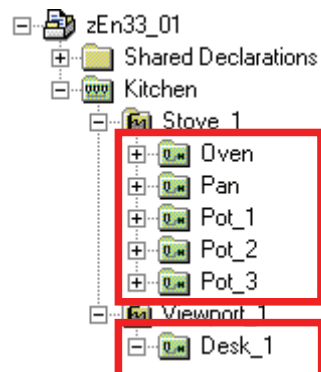 zEn33_01
Shared Declarations
Kitchen
Stove_1
Oven
Pan
Pot_1
Pot_2
Pot_3
Viewport_1
Desk_1